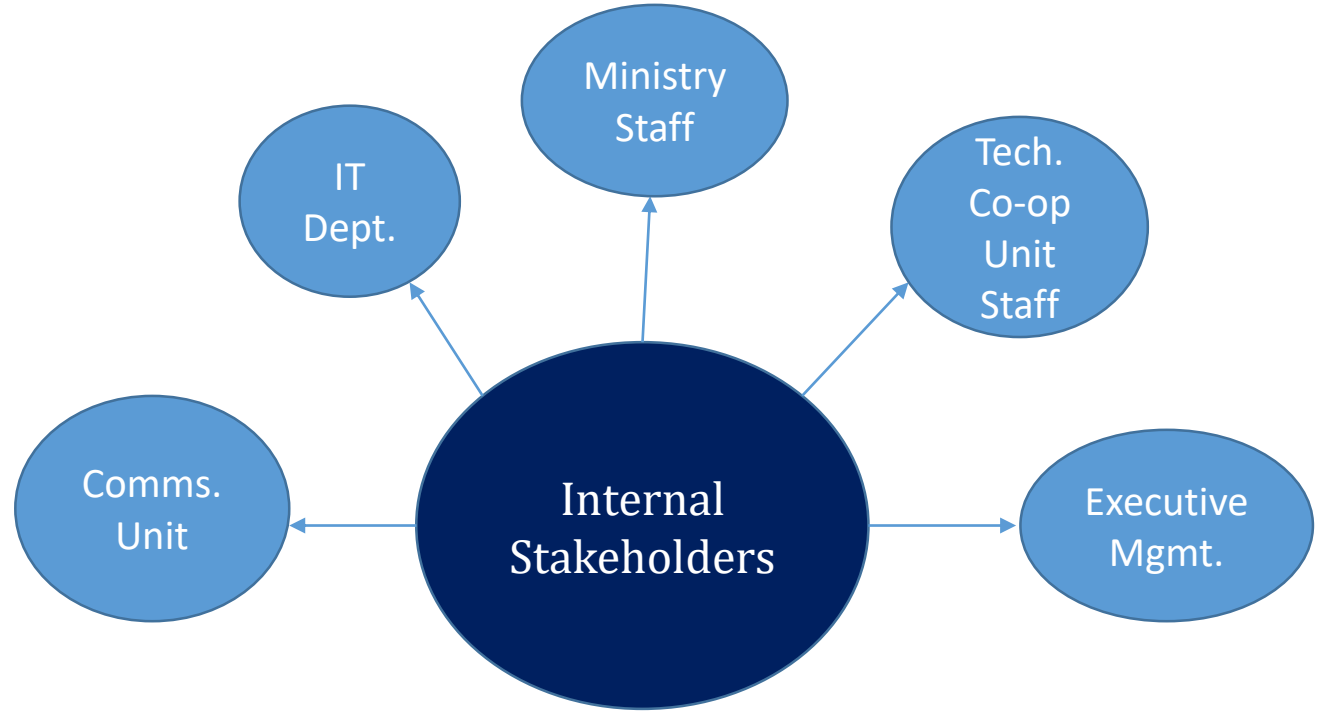 Ministry
Staff
IT
Dept.
Tech.
Co-op
Unit
Staff
Comms.
Unit
Internal
Stakeholders
Executive
Mgmt.